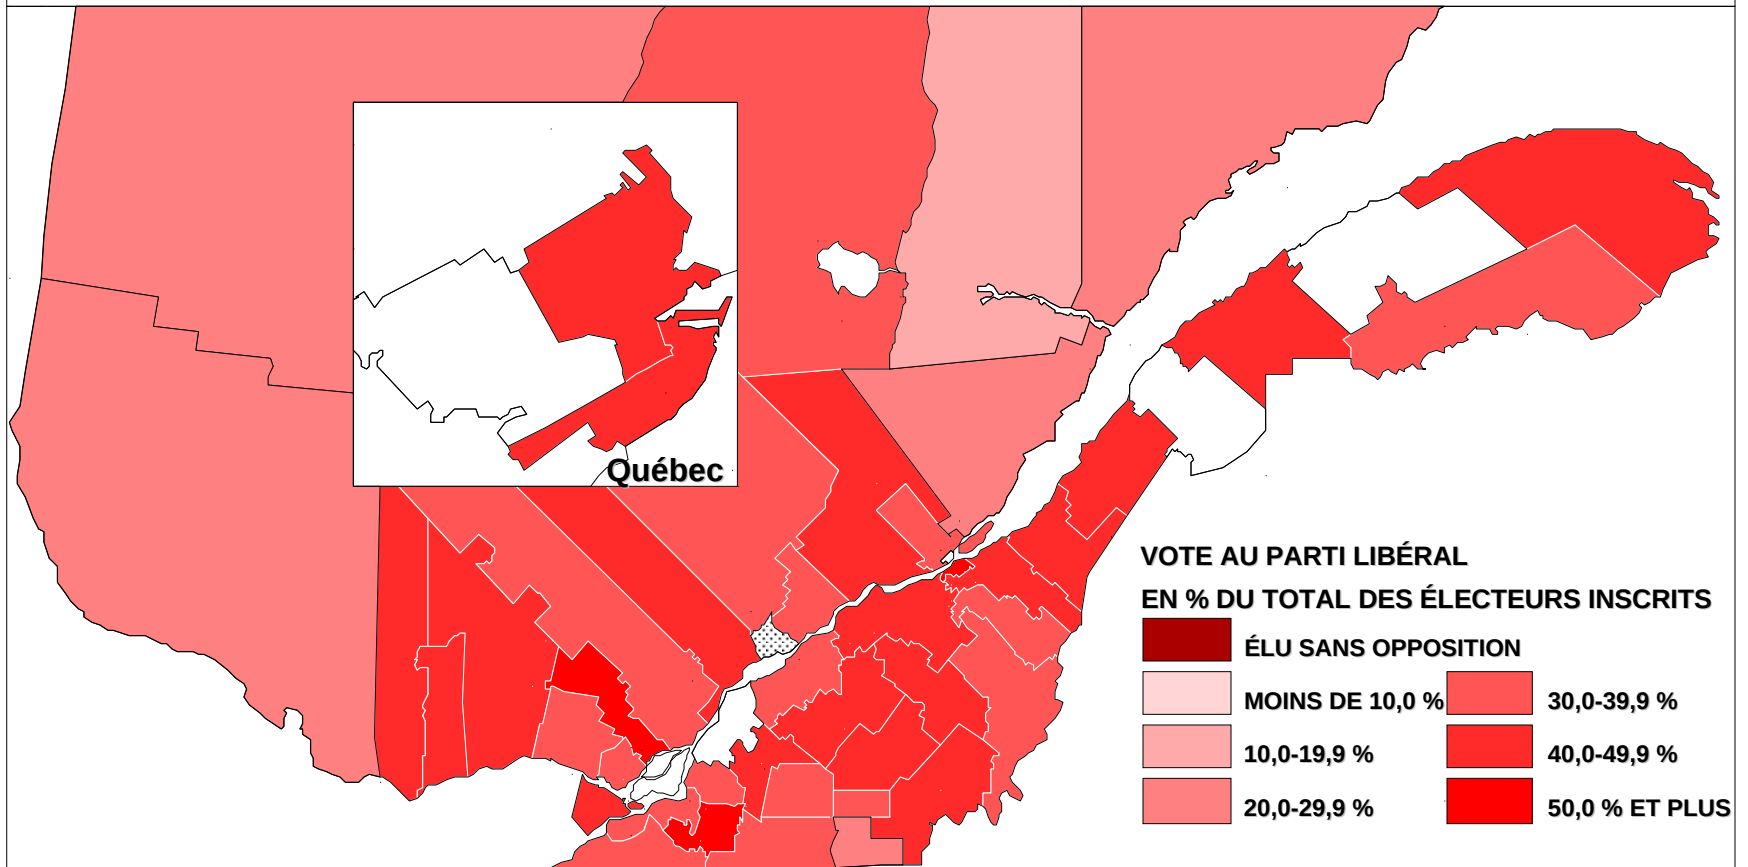 Québec
VOTE AU PARTI LIBÉRAL
EN % DU TOTAL DES ÉLECTEURS INSCRITS
ÉLU SANS OPPOSITION
MOINS DE 10,0 %
30,0-39,9 %
10,0-19,9 %
40,0-49,9 %
20,0-29,9 %
50,0 % ET PLUS